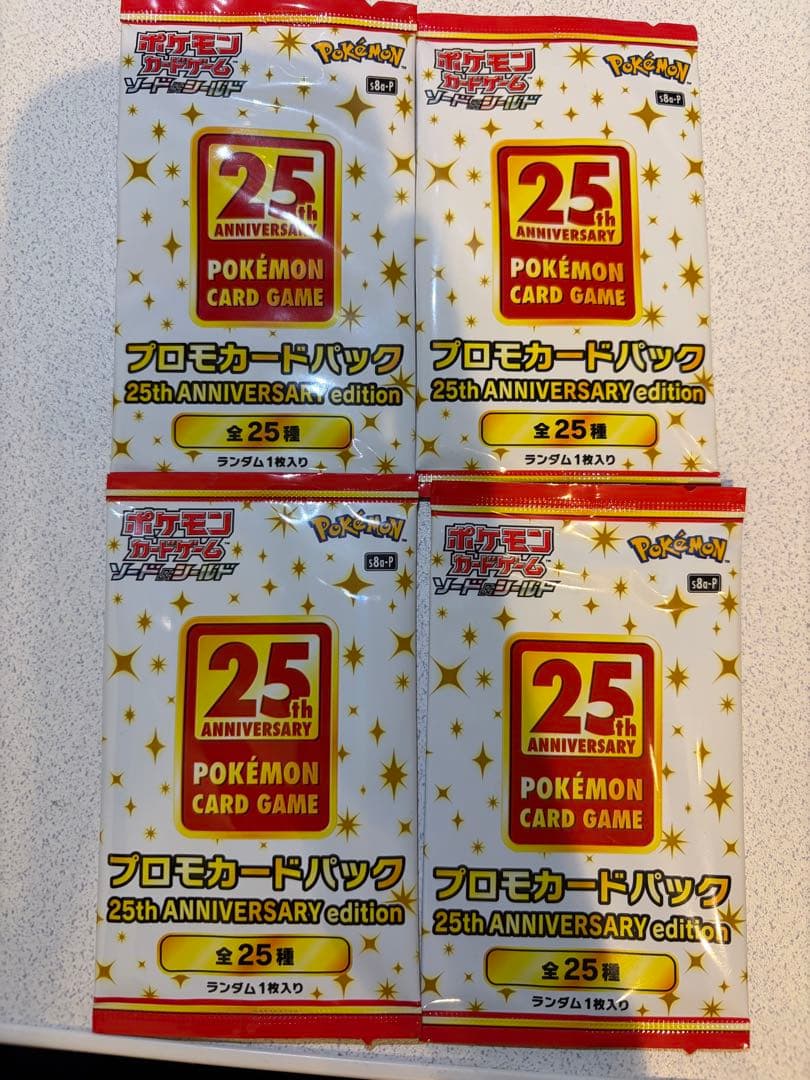 ポケモン
カードゲーム
ソード&シールド
Pokémon
s8a-P
25th
ANNIVERSARY
POKÉMON
CARD GAME
プロモカードパック
25th ANNIVERSARY edition
全25種
ランダム1枚入り
ポケモン
カードゲーム
ソード&シールド
Pokémon
s8a-P
25th
ANNIVERSARY
POKÉMON
CARD GAME
プロモカードパック
25th ANNIVERSARY edition
全25種
ランダム1枚入り
ポケモン
カードゲーム
ソード&シールド
Pokémon
s8a-P
25th
ANNIVERSARY
POKÉMON
CARD GAME
プロモカードパック
25th ANNIVERSARY edition
全25種
ランダム1枚入り
ポケモン
カードゲーム
ソード&シールド
Pokémon
s8a-P
25th
ANNIVERSARY
POKÉMON
CARD GAME
プロモカードパック
25th ANNIVERSARY edition
全25種
ランダム1枚入り